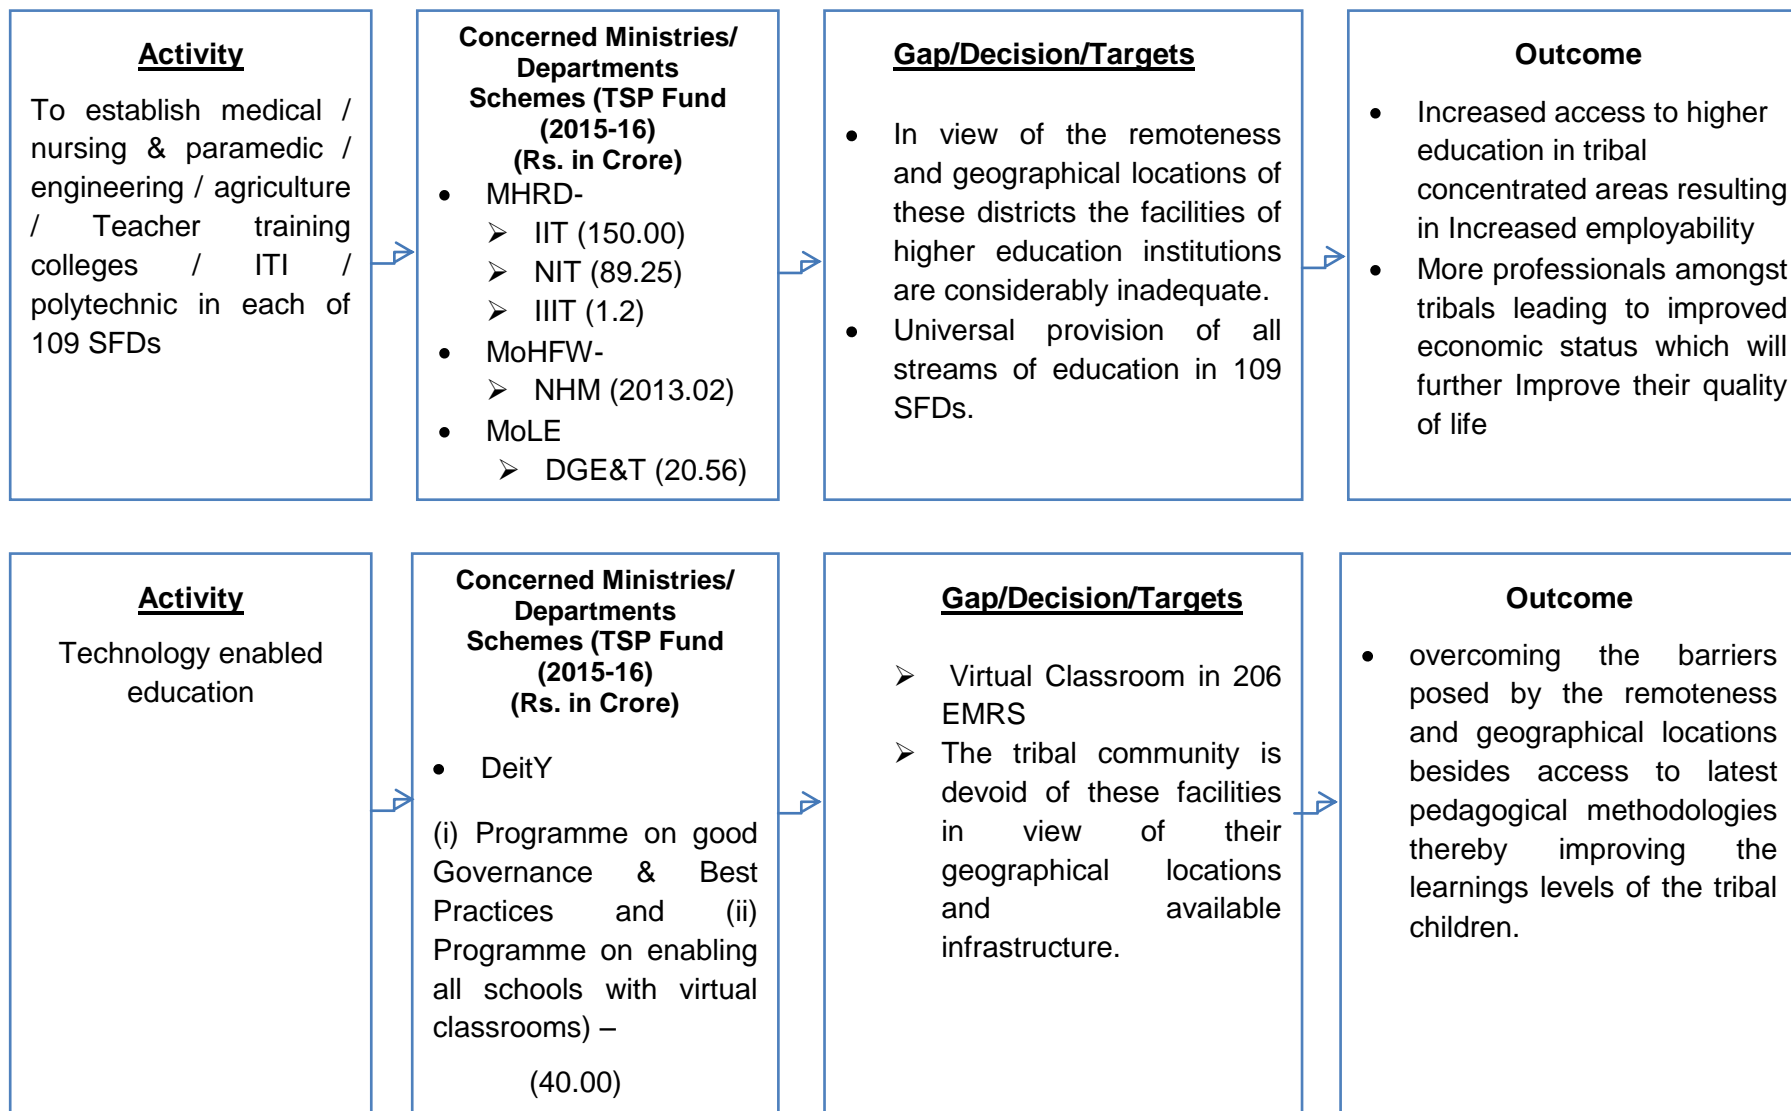 Activity
To establish medical /
nursing & paramedic /
engineering / agriculture
/ Teacher training
colleges / ITI /
polytechnic in each of
109 SFDs
Concerned Ministries/
Departments
Schemes (TSP Fund
(2015-16)
(Rs. in Crore)
• MHRD-
➢ IIT (150.00)
➢ NIT (89.25)
➢ IIIT (1.2)
• MoHFW-
➢ NHM (2013.02)
• MoLE
➢ DGE&T (20.56)
Gap/Decision/Targets
• In view of the remoteness
and geographical locations of
these districts the facilities of
higher education institutions
are considerably inadequate.
• Universal provision of all
streams of education in 109
SFDs.
Outcome
• Increased access to higher
education in tribal
concentrated areas resulting
in Increased employability
• More professionals amongst
tribals leading to improved
economic status which will
further Improve their quality
of life
Activity
Technology enabled
education
Concerned Ministries/
Departments
Schemes (TSP Fund
(2015-16)
(Rs. in Crore)
• DeitY
(i) Programme on good
Governance & Best
Practices and (ii)
Programme on enabling
all schools with virtual
classrooms) –
(40.00)
Gap/Decision/Targets
➢ Virtual Classroom in 206
EMRS
➢ The tribal community is
devoid of these facilities
in view of their
geographical locations
and available
infrastructure.
Outcome
• overcoming the barriers
posed by the remoteness
and geographical locations
besides access to latest
pedagogical methodologies
thereby improving the
learnings levels of the tribal
children.